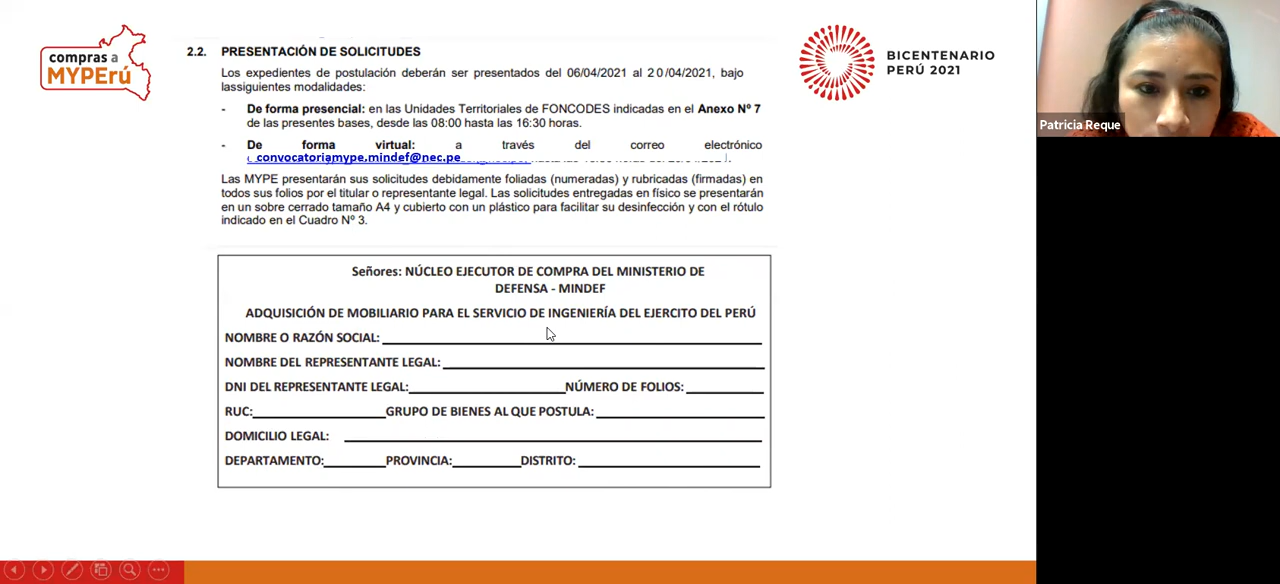 compras a
MYPErú
2.2. PRESENTACIÓN DE SOLICITUDES
BICENTENARIO
PERÚ 2021
Los expedientes de postulación deberán ser presentados del 06/04/2021 al 20/04/2021, bajo
lassiguientes modalidades:
- De forma presencial: en las Unidades Territoriales de FONCODES indicadas en el Anexo Nº 7
de las presentes bases, desde las 08:00 hasta las 16:30 horas.
- De forma virtual: a través del correo electrónico
convocatoriamype.mindef@nec.pe
Las MYPE presentarán sus solicitudes debidamente foliadas (numeradas) y rubricadas (firmadas) en
todos sus folios por el titular o representante legal. Las solicitudes entregadas en físico se presentarán
en un sobre cerrado tamaño A4 y cubierto con un plástico para facilitar su desinfección y con el rótulo
indicado en el Cuadro Nº 3.
Señores: NÚCLEO EJECUTOR DE COMPRA DEL MINISTERIO DE
DEFENSA - MINDEF
ADQUISICIÓN DE MOBILIARIO PARA EL SERVICIO DE INGENIERÍA DEL EJERCITO DEL PERÚ
NOMBRE O RAZÓN SOCIAL:
NOMBRE DEL REPRESENTANTE LEGAL:
DNI DEL REPRESENTANTE LEGAL: NÚMERO DE FOLIOS:
RUC: GRUPO DE BIENES AL QUE POSTULA:
DOMICILIO LEGAL:
DEPARTAMENTO: PROVINCIA: DISTRITO:
Patricia Reque